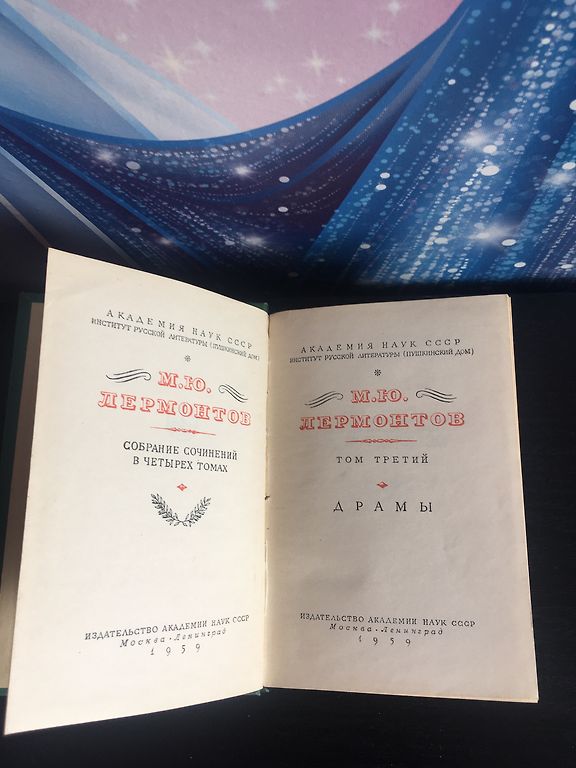 АКАДЕМИЯ НАУК СССР
ИНСТИТУТ РУССКОЙ ЛИТЕРАТУРЫ (ПУШКИНСКИЙ ДОМ)
М.Ю.
ЛЕРМОНТОВ
СОБРАНИЕ СОЧИНЕНИЙ
В ЧЕТЫРЕХ ТОМАХ
ИЗДАТЕЛЬСТВО АКАДЕМИИ НАУК СССР
Москва · Ленинград
1959
АКАДЕМИЯ НАУК СССР
ИНСТИТУТ РУССКОЙ ЛИТЕРАТУРЫ (ПУШКИНСКИЙ ДОМ)
М.Ю.
ЛЕРМОНТОВ
ТОМ ТРЕТИЙ
ДРАМЫ
ИЗДАТЕЛЬСТВО АКАДЕМИИ НАУК СССР
Москва · Ленинград
1959